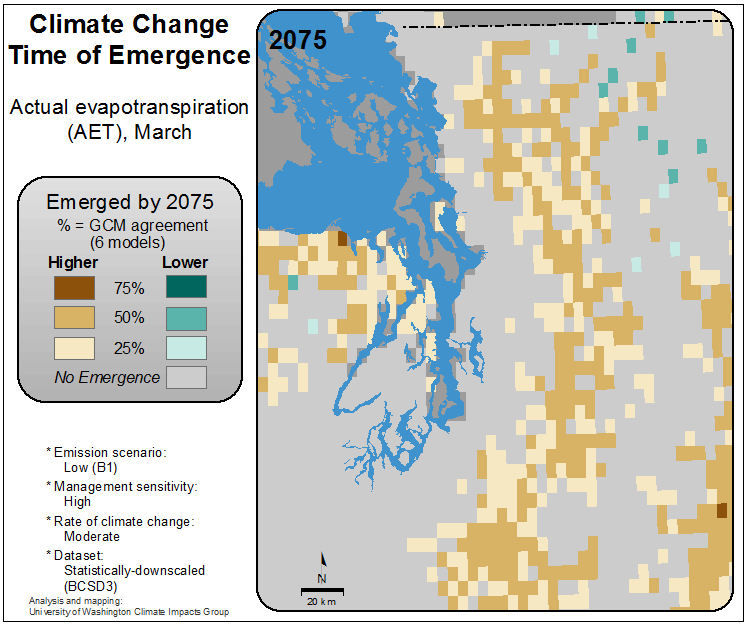 Climate Change
Time of Emergence
Actual evapotranspiration
(AET), March
Emerged by 2075
% = GCM agreement
(6 models)
Higher Lower
75%
50%
25%
No Emergence
* Emission scenario:
Low (B1)
* Management sensitivity:
High
* Rate of climate change:
Moderate
* Dataset:
Statistically-downscaled
(BCSD3)
Analysis and mapping:
University of Washington Climate Impacts Group
2075
N
20 km